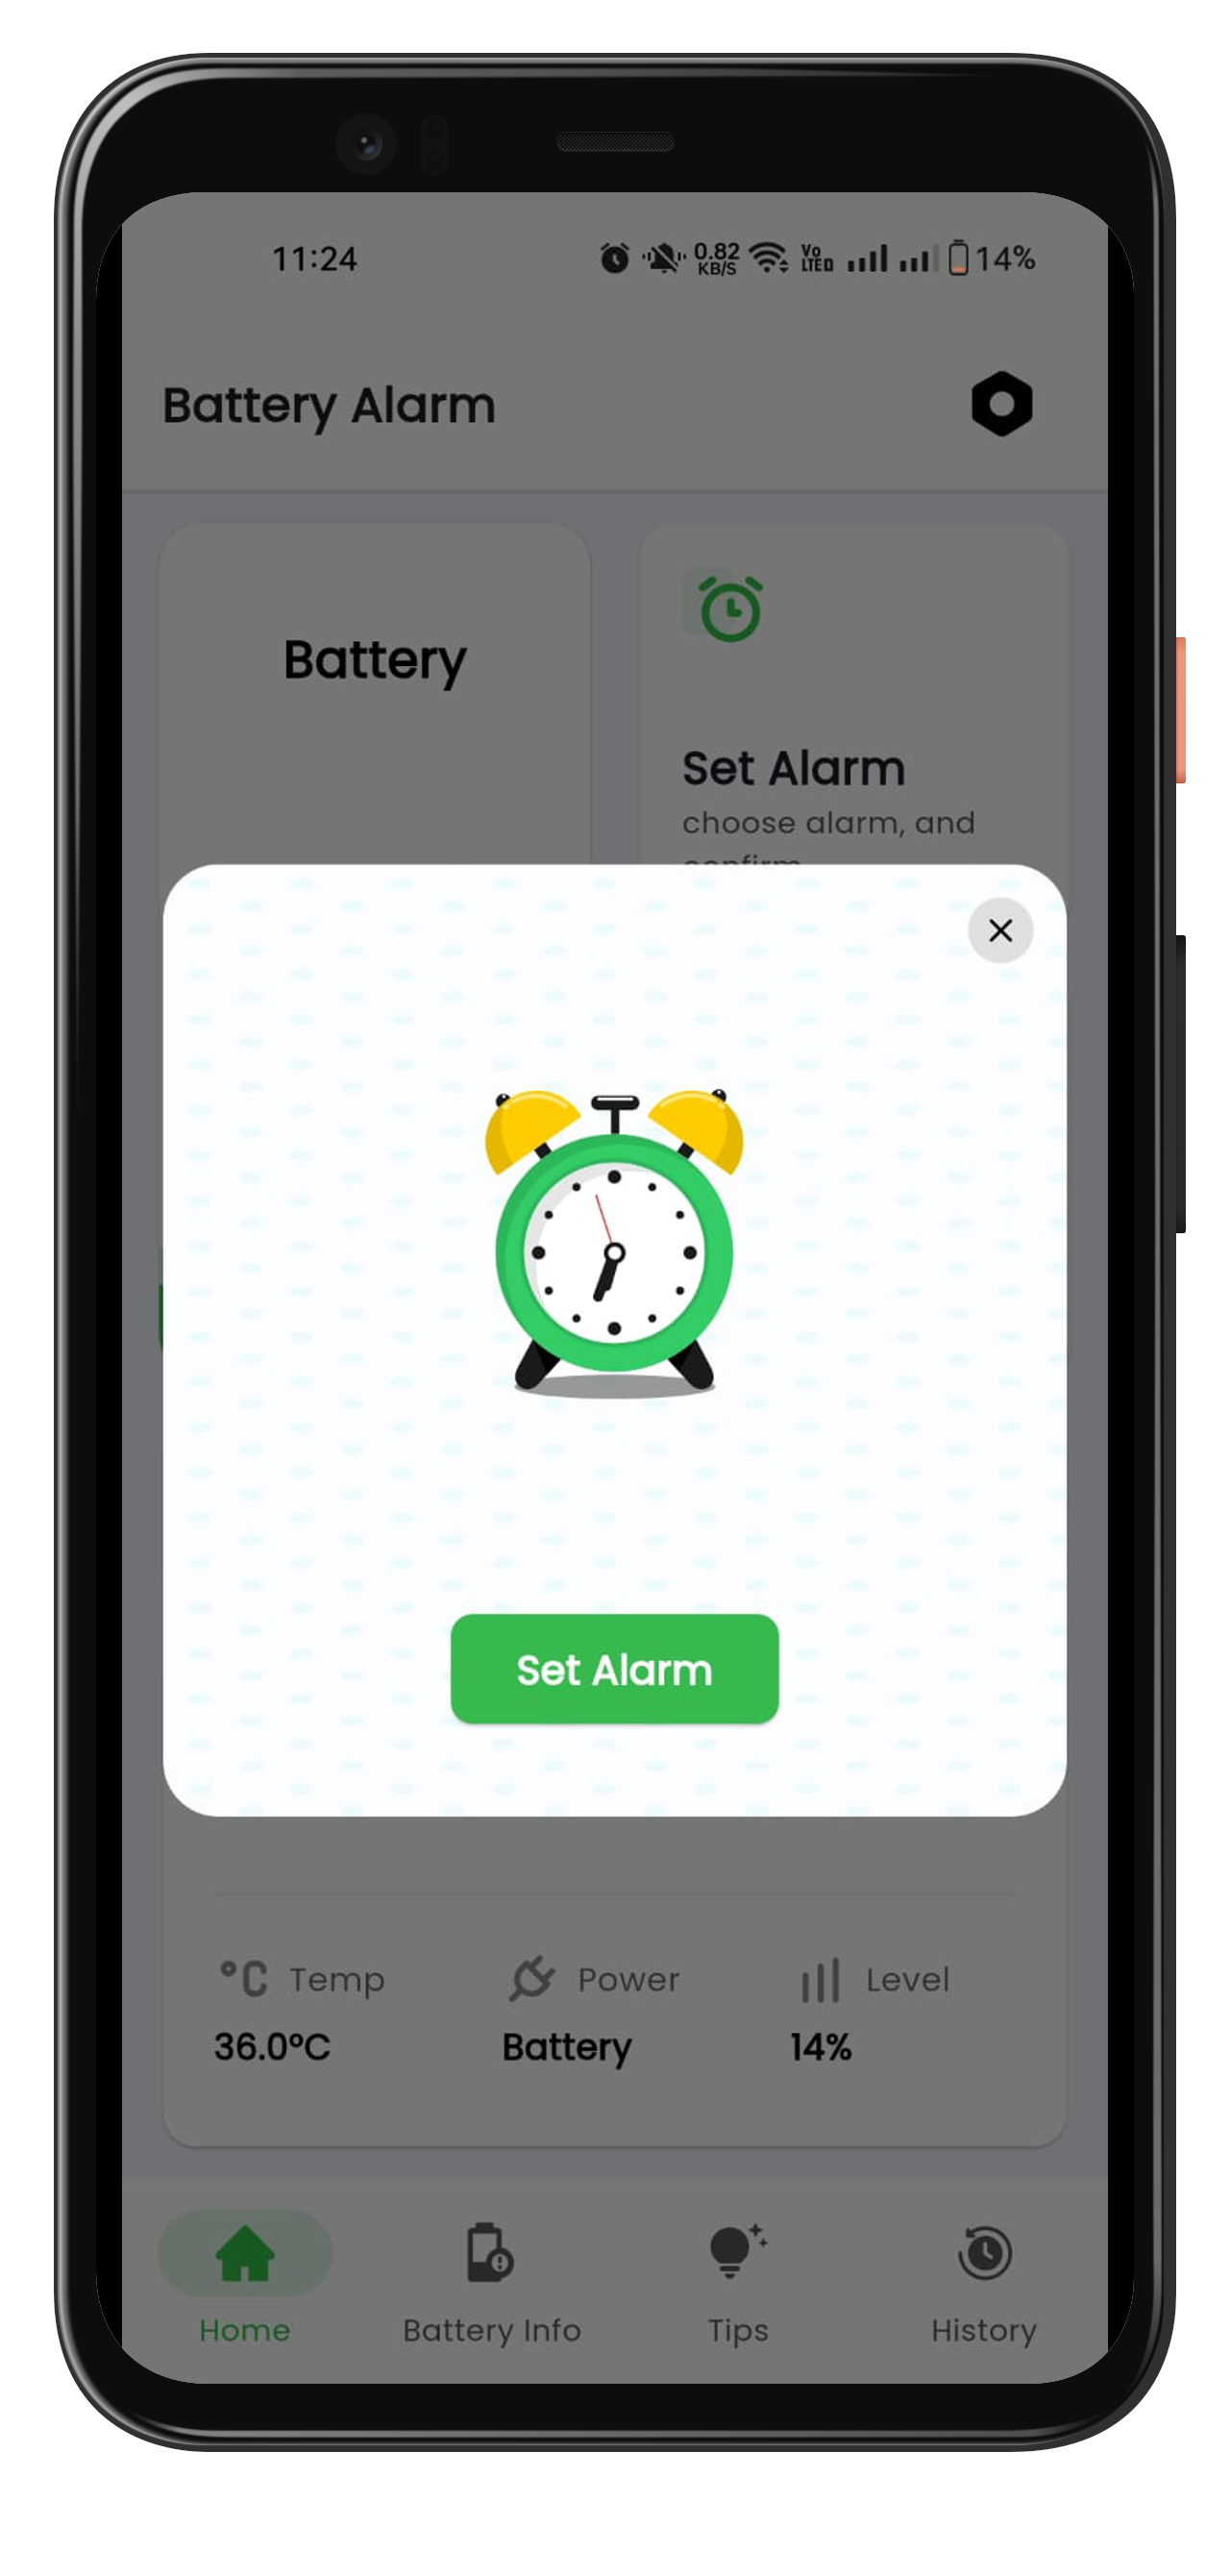 11:24 0.82 KB/S Vo LTE 14%
Battery Alarm
Battery
Set Alarm
choose alarm, and
confirm
Set Alarm
°C Temp Power Level
36.0°C Battery 14%
Home Battery Info Tips History